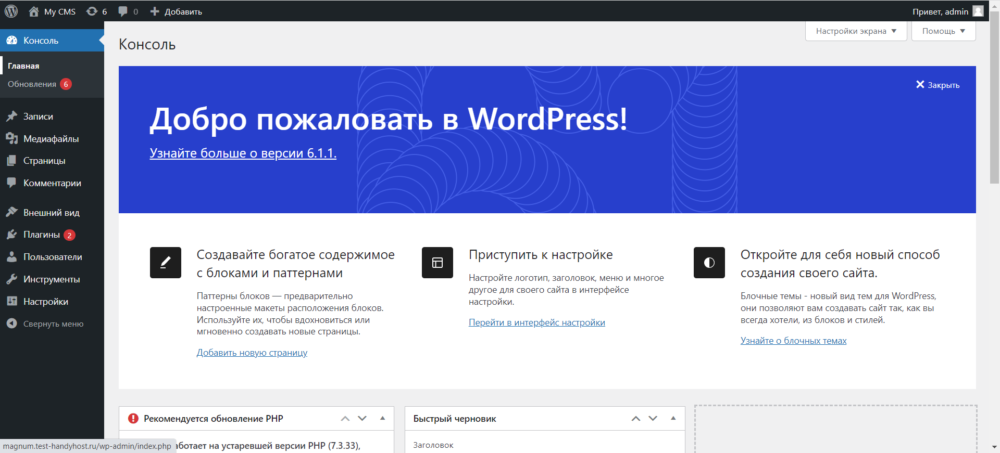 My CMS
6
0
Добавить
Привет, admin
Консоль
Главная
Обновления 6
Записи
Медиафайлы
Страницы
Комментарии
Внешний вид
Плагины 2
Пользователи
Инструменты
Настройки
Свернуть меню
Настройки экрана
Помощь
Консоль
Закрыть
Добро пожаловать в WordPress!
Узнайте больше о версии 6.1.1.
Создавайте богатое содержимое
с блоками и паттернами
Паттерны блоков — предварительно
настроенные макеты расположения блоков.
Используйте их, чтобы вдохновиться или
мгновенно создавать новые страницы.
Добавить новую страницу
Приступить к настройке
Настройте логотип, заголовок, меню и многое
другое для своего сайта в интерфейсе
настройки.
Перейти в интерфейс настройки
Откройте для себя новый способ
создания своего сайта.
Блочные темы - новый вид тем для WordPress,
они позволяют вам создавать сайт так, как вы
всегда хотели, из блоков и стилей.
Узнайте о блочных темах
Рекомендуется обновление PHP
аботает на устаревшей версии PHP (7.3.33),
Быстрый черновик
Заголовок
magnum.test-handyhost.ru/wp-admin/index.php